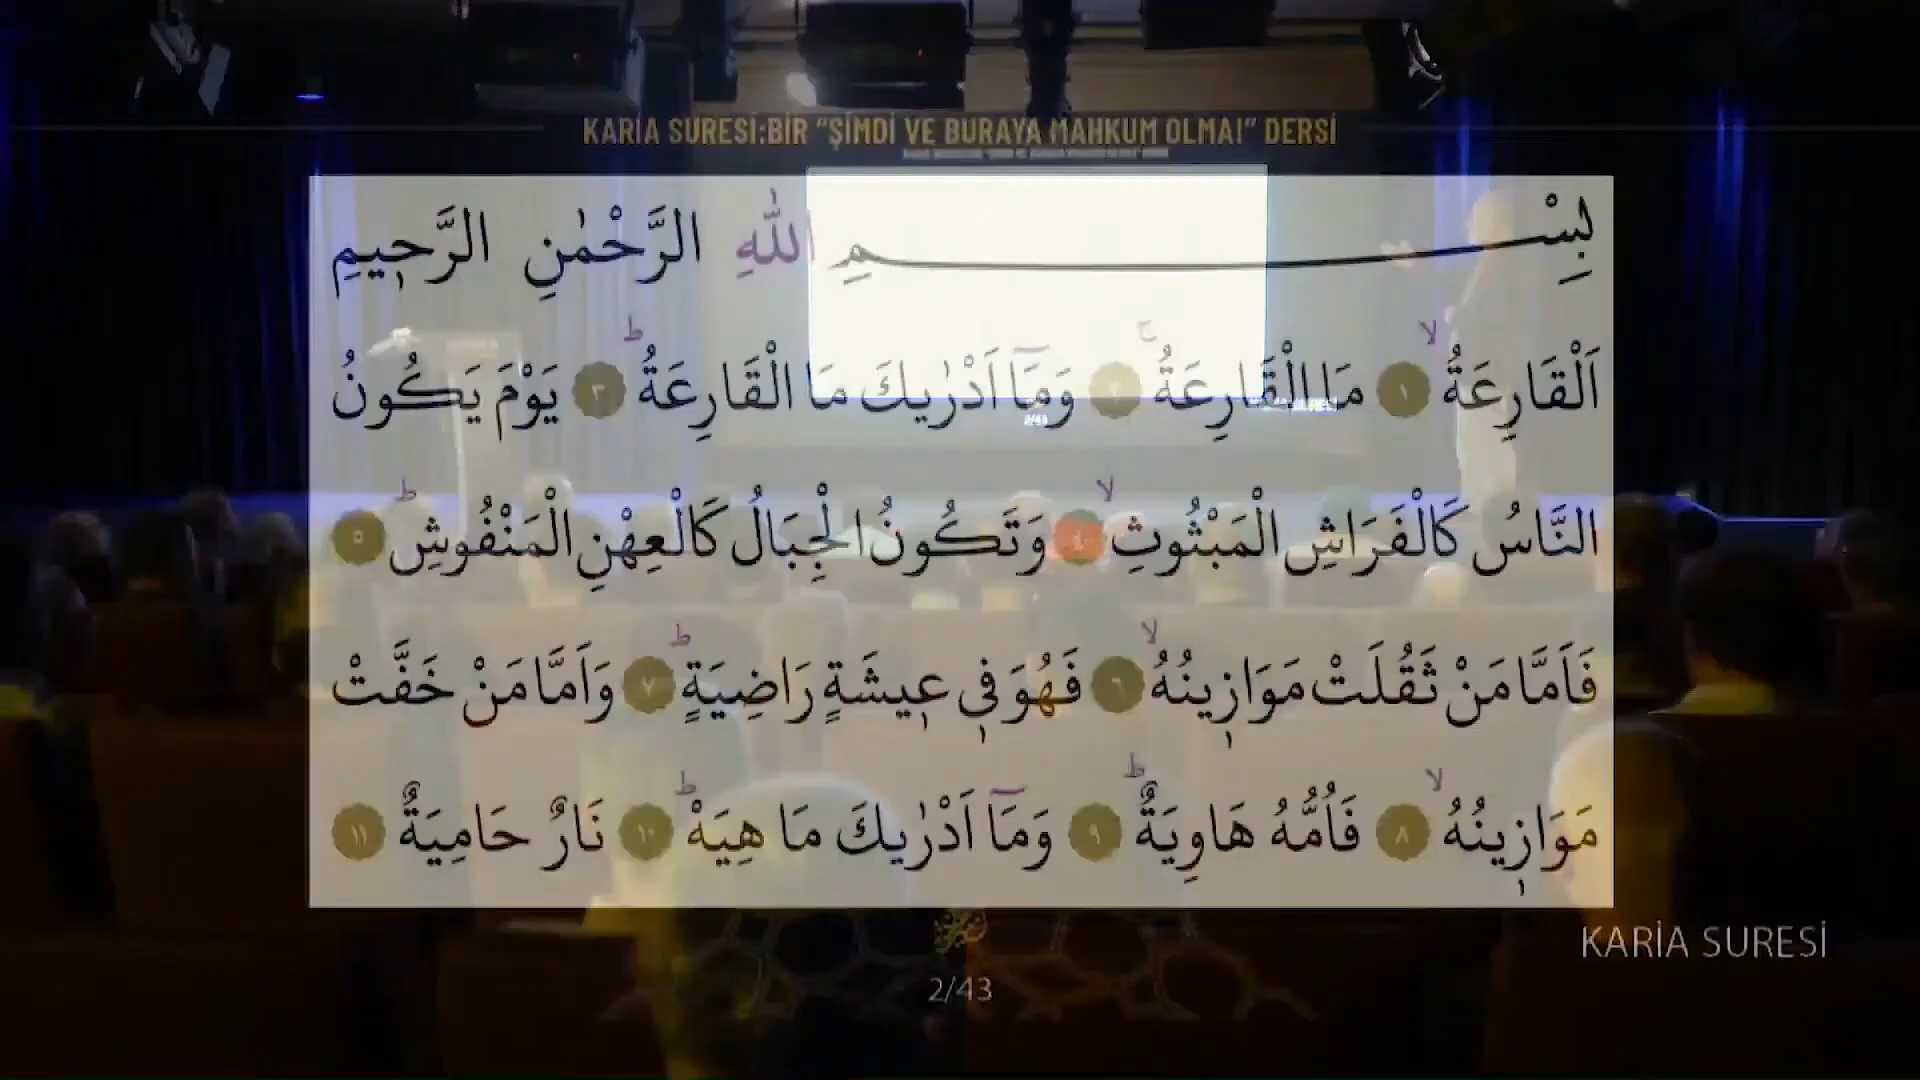 KARİA SURESİ:BİR “ŞİMDİ VE BURAYA MAHKUM OLMA!” DERSİ
بِسْــــــــــمِ اللّٰهِ الرَّحْمٰنِ الرَّح۪يمِ
اَلْقَارِعَةُۙ ١ مَا الْقَارِعَةُۚ ٢ وَمَٓا اَدْرٰيكَ مَا الْقَارِعَةُۜ ٣ يَوْمَ يَكُونُ
النَّاسُ كَالْفَرَاشِ الْمَبْثُوثِۙ ٤ وَتَكُونُ الْجِبَالُ كَالْعِهْنِ الْمَنْفُوشِۜ ٥
فَاَمَّا مَنْ ثَقُلَتْ مَوَاز۪ينُهُۙ ٦ فَهُوَ ف۪ي ع۪يشَةٍ رَاضِيَةٍۜ ٧ وَاَمَّا مَنْ خَفَّتْ
مَوَاز۪ينُهُۙ ٨ فَاُمُّهُ هَاوِيَةٌۜ ٩ وَمَٓا اَدْرٰيكَ مَا هِيَهْۜ ١٠ نَارٌ حَامِيَةٌ ١١
KARİA SURESİ
2/43